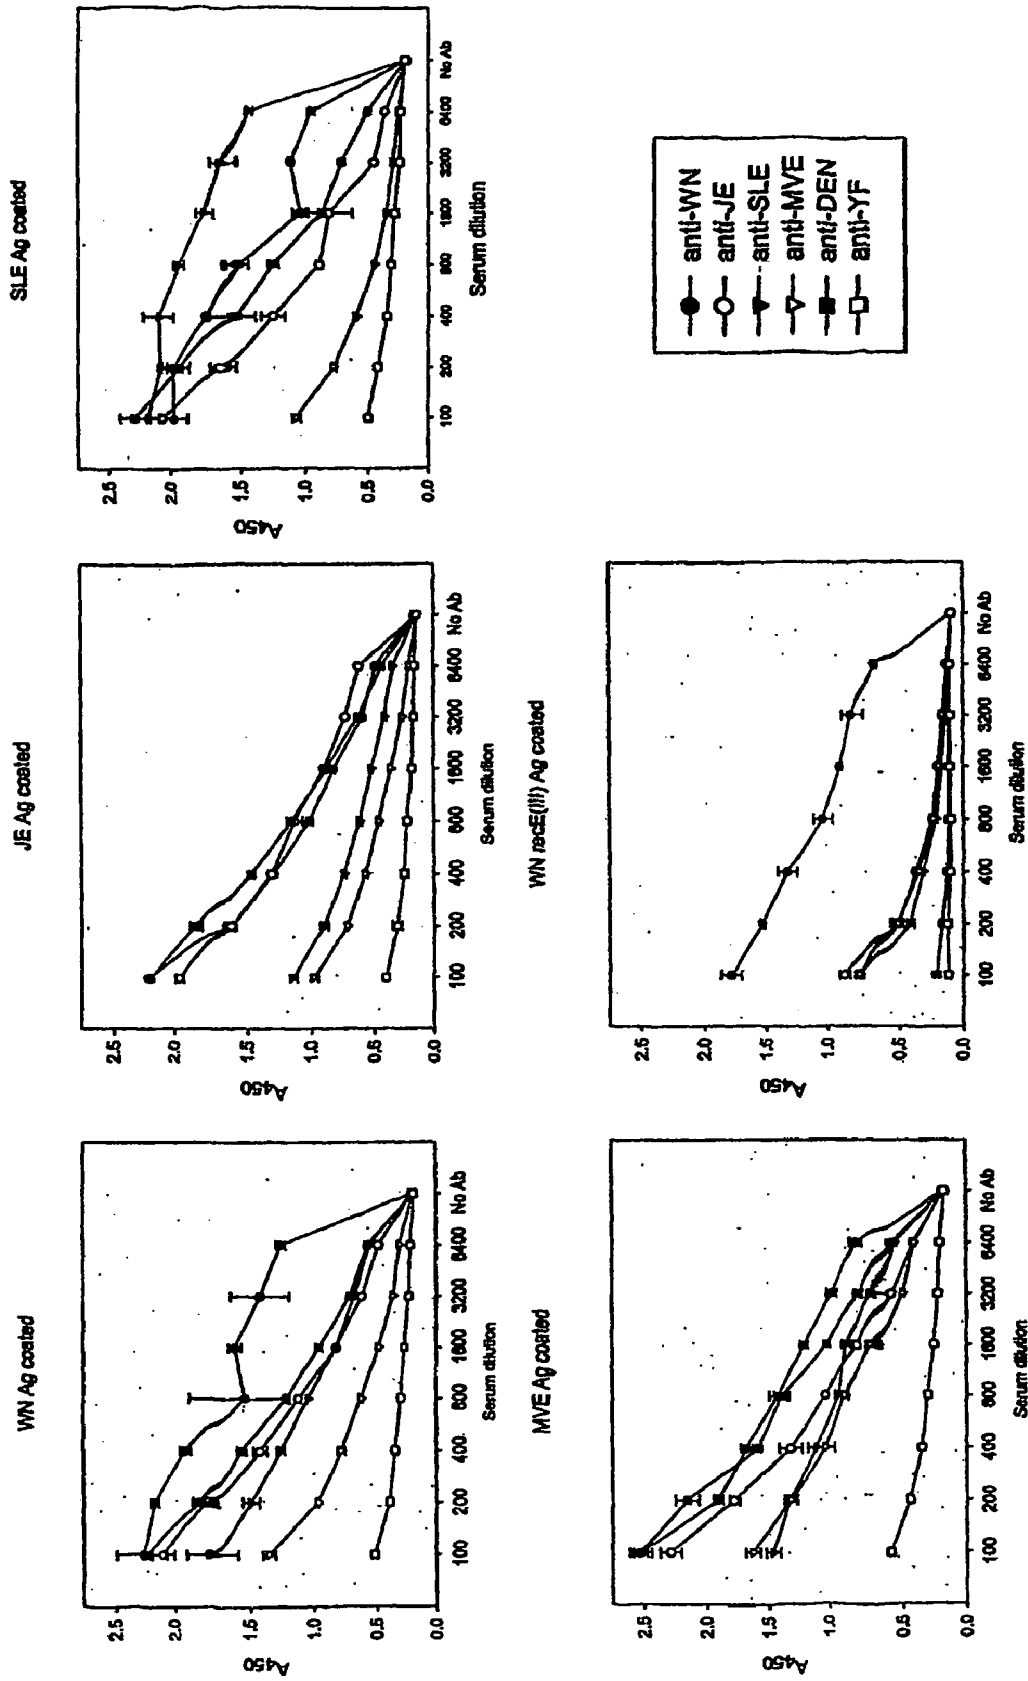 WN Ag coated
A450
2.5
2.0
1.5
1.0
0.5
0.0
100 200 400 800 1600 3200 6400 No Ab
Serum dilution
JE Ag coated
A450
2.5
2.0
1.5
1.0
0.5
0.0
100 200 400 800 1600 3200 6400 No Ab
Serum dilution
SLE Ag coated
A450
2.5
2.0
1.5
1.0
0.5
0.0
100 200 400 800 1600 3200 6400 No Ab
Serum dilution
MVE Ag coated
A450
2.5
2.0
1.5
1.0
0.5
0.0
100 200 400 800 1600 3200 6400 No Ab
Serum dilution
WN recE(III) Ag coated
A450
2.5
2.0
1.5
1.0
0.5
0.0
100 200 400 800 1600 3200 6400 No Ab
Serum dilution
anti-WN
anti-JE
anti-SLE
anti-MVE
anti-DEN
anti-YF